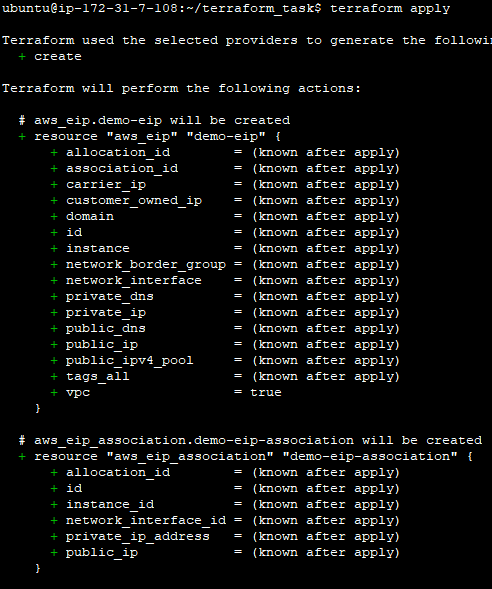 ubuntu@ip-172-31-7-108:~/terraform_task$ terraform apply
Terraform used the selected providers to generate the
+ create
Terraform will perform the following actions:
# aws_eip.demo-eip will be created
+ resource "aws_eip" "demo-eip" {
+ allocation_id = (known after apply)
+ association_id = (known after apply)
+ carrier_ip = (known after apply)
+ customer_owned_ip = (known after apply)
+ domain = (known after apply)
+ id = (known after apply)
+ instance = (known after apply)
+ network_border_group = (known after apply)
+ network_interface = (known after apply)
+ private_dns = (known after apply)
+ private_ip = (known after apply)
+ public_dns = (known after apply)
+ public_ip = (known after apply)
+ public_ipv4_pool = (known after apply)
+ tags_all = (known after apply)
+ vpc = true
}
# aws_eip_association.demo-eip-association will be created
+ resource "aws_eip_association" "demo-eip-association" {
+ allocation_id = (known after apply)
+ id = (known after apply)
+ instance_id = (known after apply)
+ network_interface_id = (known after apply)
+ private_ip_address = (known after apply)
+ public_ip = (known after apply)
}